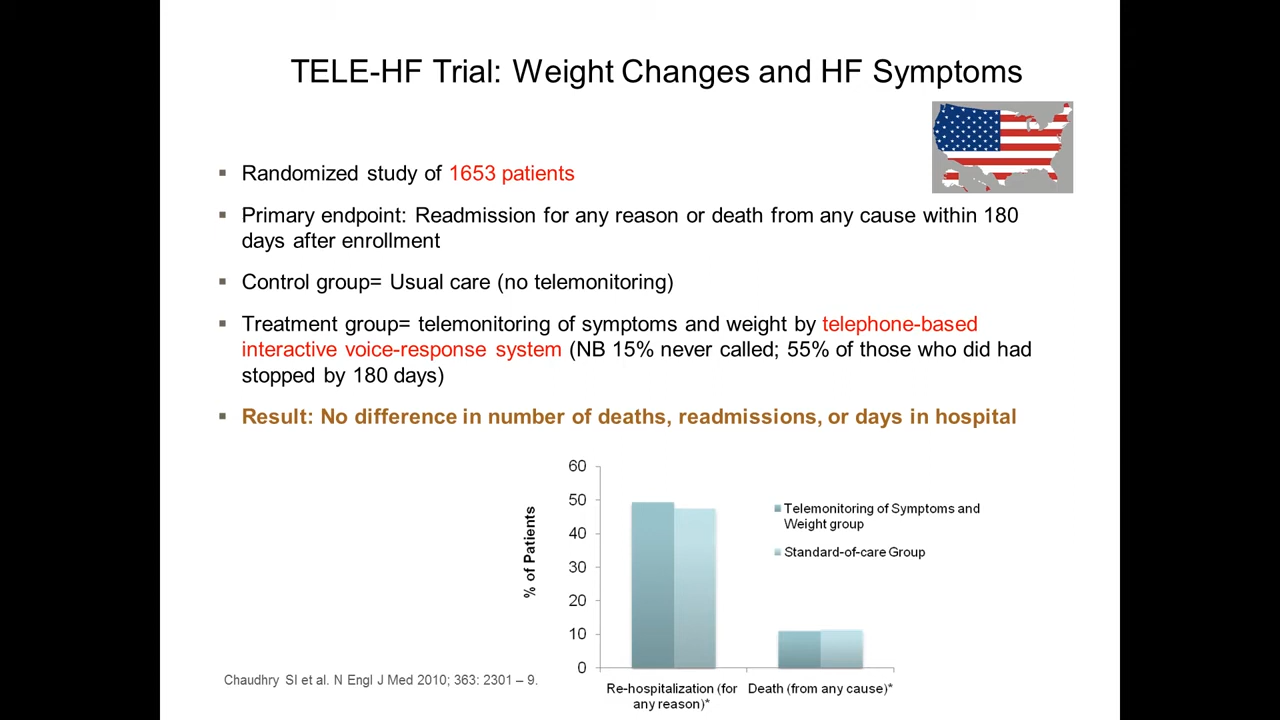 TELE-HF Trial: Weight Changes and HF Symptoms
▪ Randomized study of 1653 patients
▪ Primary endpoint: Readmission for any reason or death from any cause within 180
days after enrollment
▪ Control group= Usual care (no telemonitoring)
▪ Treatment group= telemonitoring of symptoms and weight by telephone-based
interactive voice-response system (NB 15% never called; 55% of those who did had
stopped by 180 days)
▪ Result: No difference in number of deaths, readmissions, or days in hospital
60
50
40
30
20
10
0
% of Patients
Telemonitoring of Symptoms and
Weight group
Standard-of-care Group
Re-hospitalization (for
any reason)*
Death (from any cause)*
Chaudhry SI et al. N Engl J Med 2010; 363: 2301 – 9.